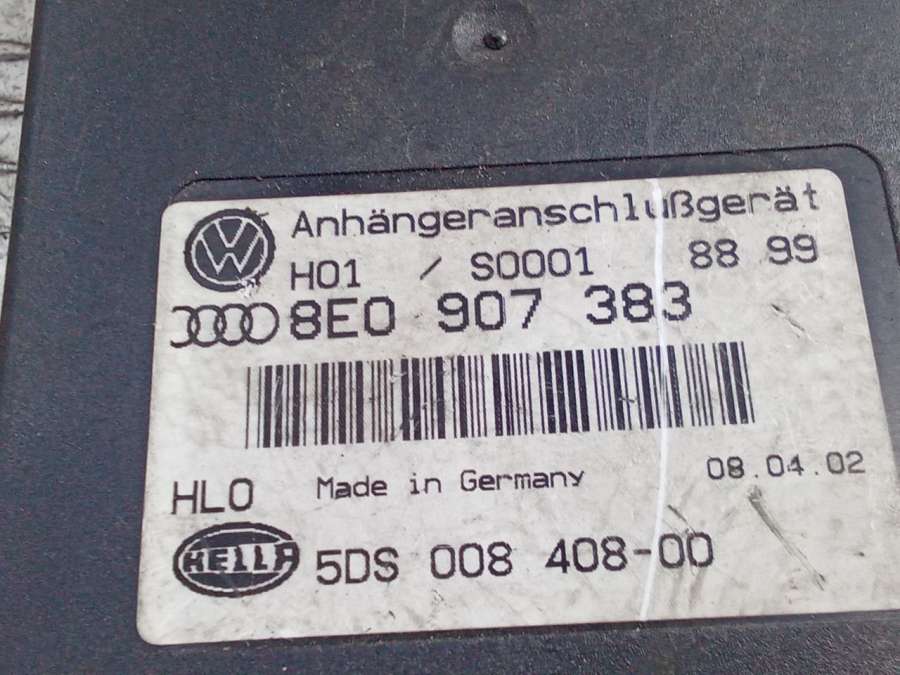 Anhängeranschlußgerät
H01 / S0001 88 99
8E0 907 383
HLO Made in Germany 08.04.02
HELLA 5DS 008 408-00